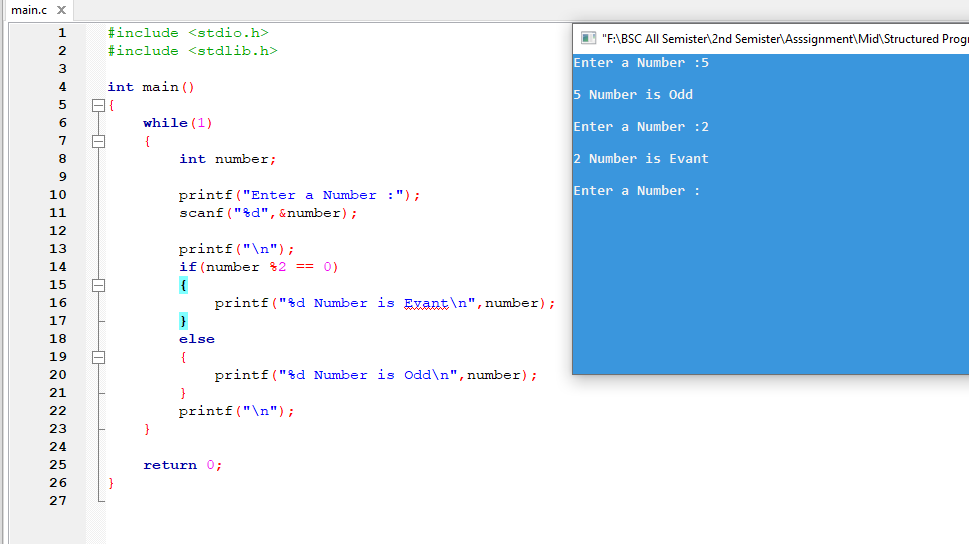 main.c X
1 #include <stdio.h>
2 #include <stdlib.h>
3
4 int main()
5 {
6 while(1)
7 {
8 int number;
9
10 printf("Enter a Number :");
11 scanf("%d",&number);
12
13 printf("\n");
14 if(number %2 == 0)
15 {
16 printf("%d Number is Evant\n",number);
17 }
18 else
19 {
20 printf("%d Number is Odd\n",number);
21 }
22 printf("\n");
23 }
24
25 return 0;
26 }
27
"F:\BSC All Semister\2nd Semister\Asssignment\Mid\Structured Progr
Enter a Number :5
5 Number is Odd
Enter a Number :2
2 Number is Evant
Enter a Number :